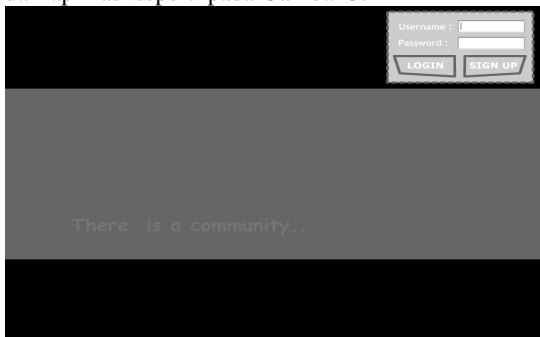 Username :
Password :
LOGIN SIGN UP
There is a community..